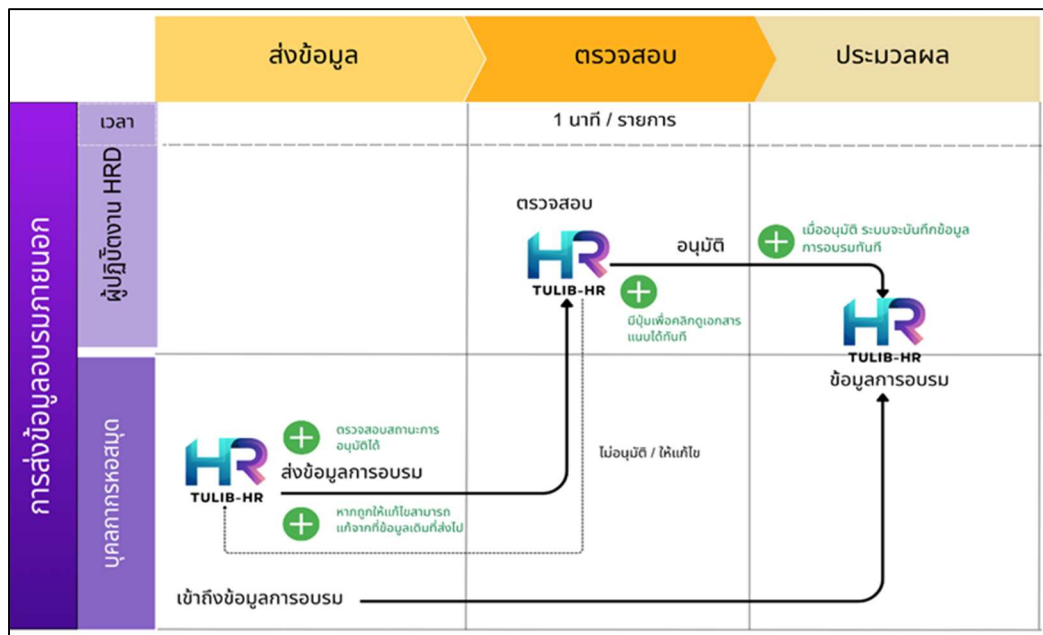 ส่งข้อมูล
ตรวจสอบ
ประมวลผล
การส่งข้อมูลอบรมภายนอก
เวลา
1 นาที / รายการ
ผู้ปฏิบัติงาน HRD
ตรวจสอบ
HR
TULIB-HR
อนุมัติ
เมื่ออนุมัติ ระบบจะบันทึกข้อมูล
การอบรมทันที
มีปุ่มเพื่อคลิกดูเอกสาร
แนบได้ทันที
HR
TULIB-HR
ข้อมูลการอบรม
บุคลากรหอสมุด
HR
TULIB-HR
ตรวจสอบสถานะการ
อนุมัติได้
ส่งข้อมูลการอบรม
หากถูกให้แก้ไขสามารถ
แก้จากที่ข้อมูลเดิมที่ส่งไป
ไม่อนุมัติ / ให้แก้ไข
เข้าถึงข้อมูลการอบรม